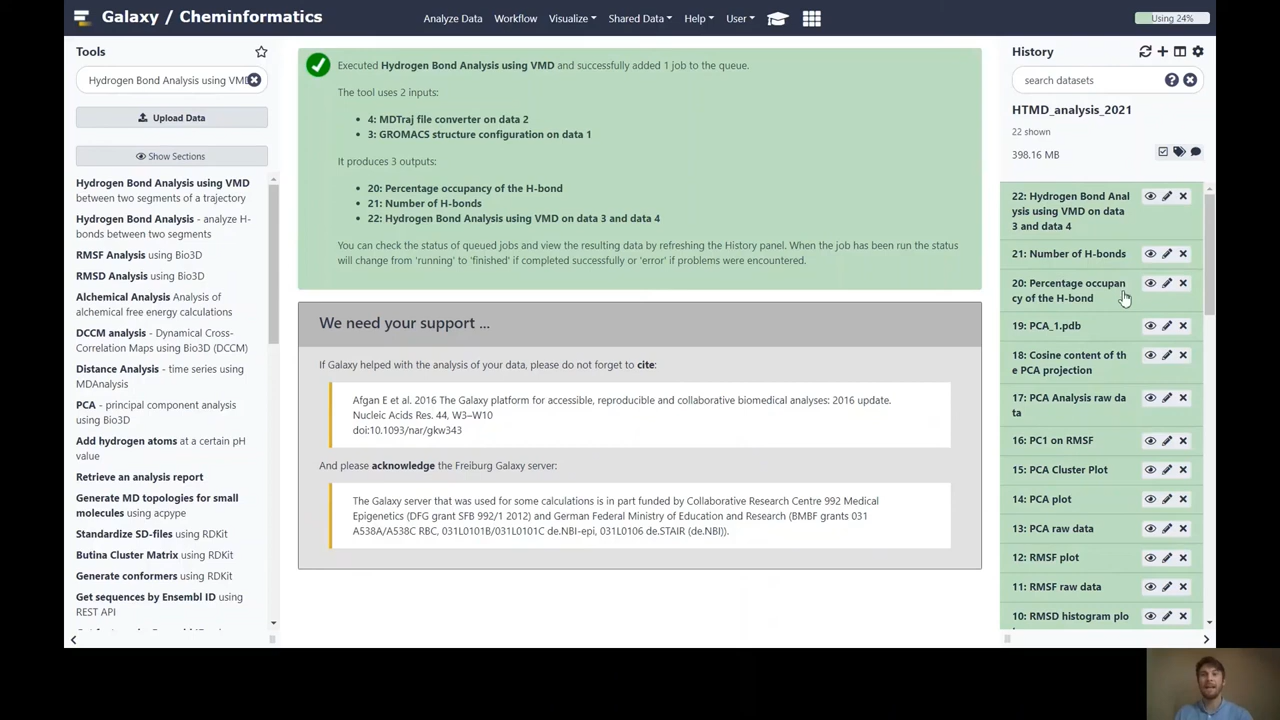 Galaxy / Cheminformatics
Analyze Data
Workflow
Visualize
Shared Data
Help
User
Using 24%
Tools
Hydrogen Bond Analysis using VM
Upload Data
Show Sections
Hydrogen Bond Analysis using VMD
between two segments of a trajectory
Hydrogen Bond Analysis - analyze H-
bonds between two segments
RMSF Analysis using Bio3D
RMSD Analysis using Bio3D
Alchemical Analysis Analysis of
alchemical free energy calculations
DCCM analysis - Dynamical Cross-
Correlation Maps using Bio3D (DCCM)
Distance Analysis - time series using
MDAnalysis
PCA - principal component analysis
using Bio3D
Add hydrogen atoms at a certain pH
value
Retrieve an analysis report
Generate MD topologies for small
molecules using acpype
Standardize SD-files using RDKit
Butina Cluster Matrix using RDKit
Generate conformers using RDKit
Get sequences by Ensembl ID using
REST API
Executed Hydrogen Bond Analysis using VMD and successfully added 1 job to the queue.
The tool uses 2 inputs:
• 4: MDTraj file converter on data 2
• 3: GROMACS structure configuration on data 1
It produces 3 outputs:
• 20: Percentage occupancy of the H-bond
• 21: Number of H-bonds
• 22: Hydrogen Bond Analysis using VMD on data 3 and data 4
You can check the status of queued jobs and view the resulting data by refreshing the History panel. When the job has been run the status
will change from 'running' to 'finished' if completed successfully or 'error' if problems were encountered.
We need your support ...
If Galaxy helped with the analysis of your data, please do not forget to cite:
Afgan E et al. 2016 The Galaxy platform for accessible, reproducible and collaborative biomedical analyses: 2016 update.
Nucleic Acids Res. 44, W3–W10
doi:10.1093/nar/gkw343
And please acknowledge the Freiburg Galaxy server:
The Galaxy server that was used for some calculations is in part funded by Collaborative Research Centre 992 Medical
Epigenetics (DFG grant SFB 992/1 2012) and German Federal Ministry of Education and Research (BMBF grants 031
A538A/A538C RBC, 031L0101B/031L0101C de.NBI-epi, 031L0106 de.STAIR (de.NBI)).
History
search datasets
HTMD_analysis_2021
22 shown
398.16 MB
22: Hydrogen Bond Anal
ysis using VMD on data
3 and data 4
21: Number of H-bonds
20: Percentage occupan
cy of the H-bond
19: PCA_1.pdb
18: Cosine content of th
e PCA projection
17: PCA Analysis raw da
ta
16: PC1 on RMSF
15: PCA Cluster Plot
14: PCA plot
13: PCA raw data
12: RMSF plot
11: RMSF raw data
10: RMSD histogram plo